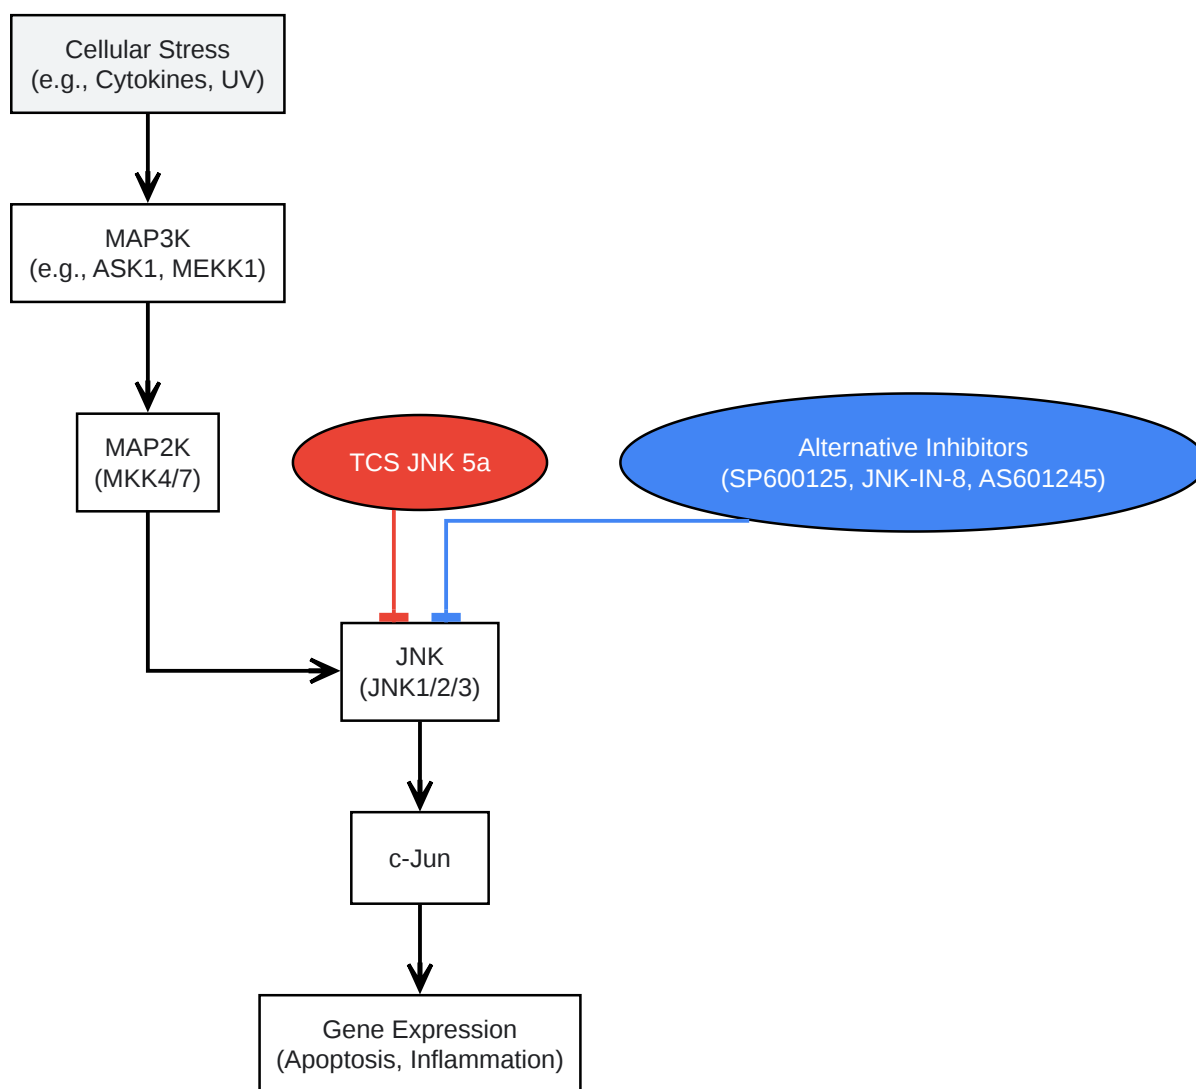 Cellular Stress
(e.g., Cytokines, UV)
MAP3K
(e.g., ASK1, MEKK1)
MAP2K
(MKK4/7)
TCS JNK 5a
Alternative Inhibitors
(SP600125, JNK-IN-8, AS601245)
JNK
(JNK1/2/3)
c-Jun
Gene Expression
(Apoptosis, Inflammation)